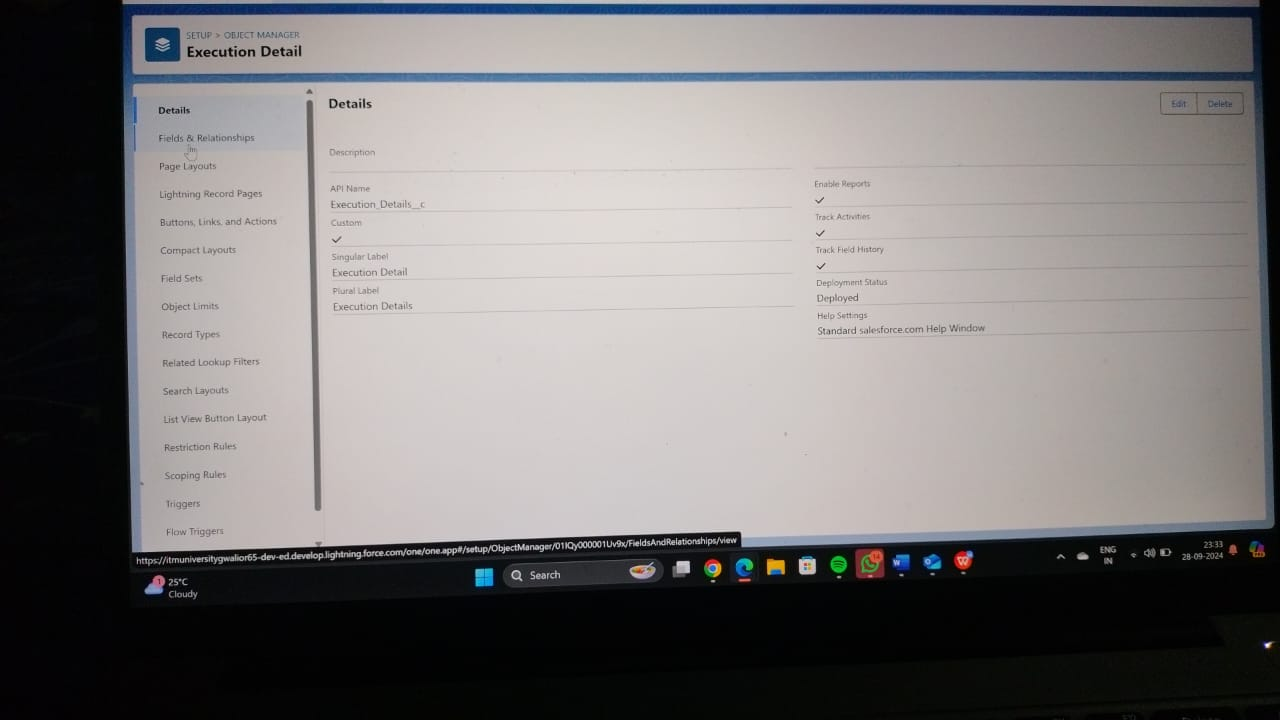 SETUP > OBJECT MANAGER
Execution Detail
Details
Fields & Relationships
Page Layouts
Lightning Record Pages
Buttons, Links, and Actions
Compact Layouts
Field Sets
Object Limits
Record Types
Related Lookup Filters
Search Layouts
List View Button Layout
Restriction Rules
Scoping Rules
Triggers
Flow Triggers
Details
Edit
Delete
Description
API Name
Execution_Details__c
Custom
Singular Label
Execution Detail
Plural Label
Execution Details
Enable Reports
Track Activities
Track Field History
Deployment Status
Deployed
Help Settings
Standard salesforce.com Help Window
https://itmuniversitygwalior65-dev-ed.develop.lightning.force.com/one/one.app#/setup/ObjectManager/01IQy000001Uv9x/FieldsAndRelationships/view
1
25°C
Cloudy
Search
14
W
W
ENG
IN
23:33
28-09-2024